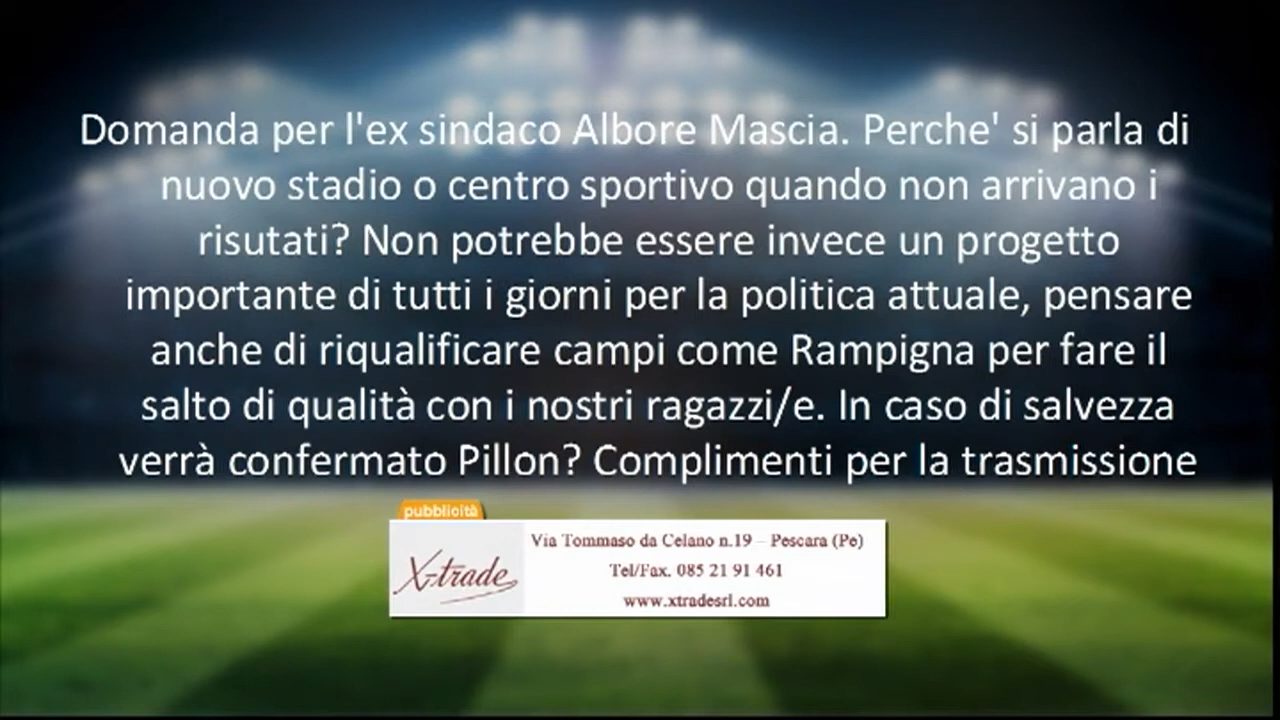 Domanda per l'ex sindaco Albore Mascia. Perche' si parla di
nuovo stadio o centro sportivo quando non arrivano i
risutati? Non potrebbe essere invece un progetto
importante di tutti i giorni per la politica attuale, pensare
anche di riqualificare campi come Rampigna per fare il
salto di qualità con i nostri ragazzi/e. In caso di salvezza
verrà confermato Pillon? Complimenti per la trasmissione
pubblicità
X-trade
Via Tommaso da Celano n.19 – Pescara (Pe)
Tel/Fax. 085 21 91 461
www.xtradesrl.com